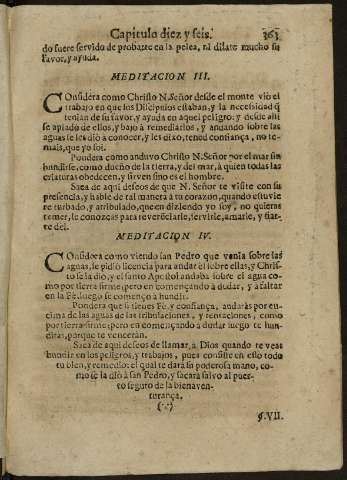 Capitulo diez y seis. 363
do fuere servido de probarte en la pelea, ni dilate mucho su
favor, y ayuda.
MEDITACION III.
COnsidera como Christo N. Señor desde el monte vió el
trabajo en que los Discipulos estaban, y la necesidad q̃
tenian de su favor, y ayuda en aquel peligro: y desde alli
se apiadò de ellos, y bajò à remediarlos, y andando sobre las
aguas se les diò à conocer, y les dixo, tened confiança, no te-
mais, que yo soi.
Pondera como anduvo Christo N. Señor por el mar sin
hundirse, como dueño de la tierra, y del mar, à quien todas las
criaturas obedecen, y sirven sino es el hombre.
Saca de aqui deseos de que N. Señor te visite con su
presencia, y hable de tal manera à tu corazon, quando estuvie
re turbado, y atribulado, que en diziendo yo soy, no quieras
temer, le conozcas para reverẽciarle, servirle, amarle, y fiar-
te del.
MEDITACION IV.
COnsidera como viendo san Pedro que venia sobre las
aguas, le pidio licencia para andar el sobre ellas, y Chris-
to se la dió, y el santo Apostol andaba sobre el agua co-
mo por tierra firme; pero en començando à dudar, y a faltar
en la Fè, luego se començo à hundir.
Pondera que si tienes Fè, y confiança, andaràs por en-
cima de las aguas de las tribulaciones, y tentaciones, como
por tierra firme; pero en començando à dudar luego te hun-
diràs, porque te venceràn.
Saca de aqui deseos de llamar, à Dios quando te veas
hundir en los peligros, y trabajos, pues consiste en esso todo
tu bien, y remedio: el qual te darà su poderosa mano, co-
mo se la diò à san Pedro, y sacarà salvo al puer-
to seguro de la bienaven-
turança.
(∵)
§. VII.